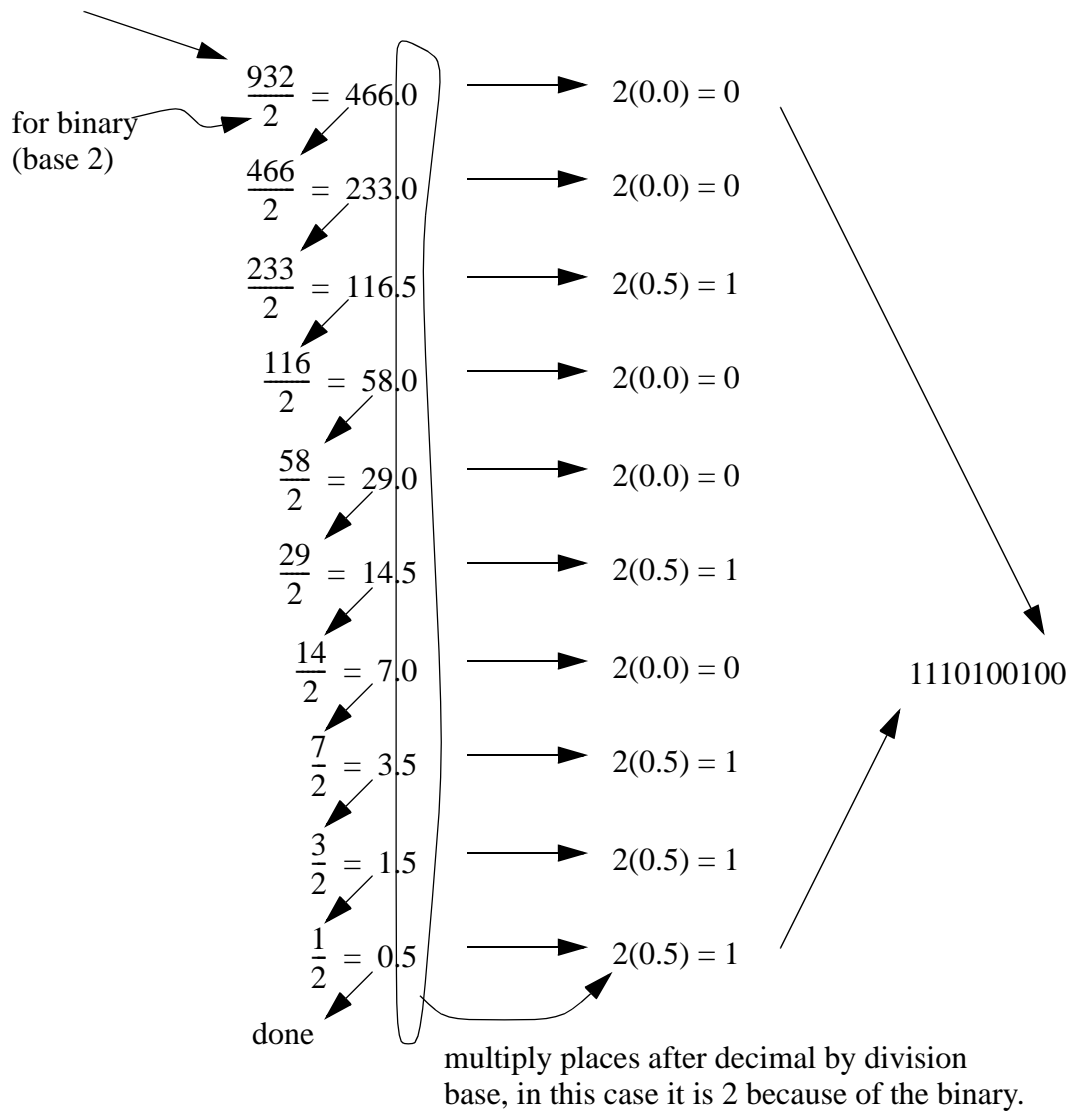 932/2 = 466.0 2(0.0) = 0
for binary
(base 2)
466/2 = 233.0 2(0.0) = 0
233/2 = 116.5 2(0.5) = 1
116/2 = 58.0 2(0.0) = 0
58/2 = 29.0 2(0.0) = 0
29/2 = 14.5 2(0.5) = 1
14/2 = 7.0 2(0.0) = 0
1110100100
7/2 = 3.5 2(0.5) = 1
3/2 = 1.5 2(0.5) = 1
1/2 = 0.5 2(0.5) = 1
done
multiply places after decimal by division
base, in this case it is 2 because of the binary.